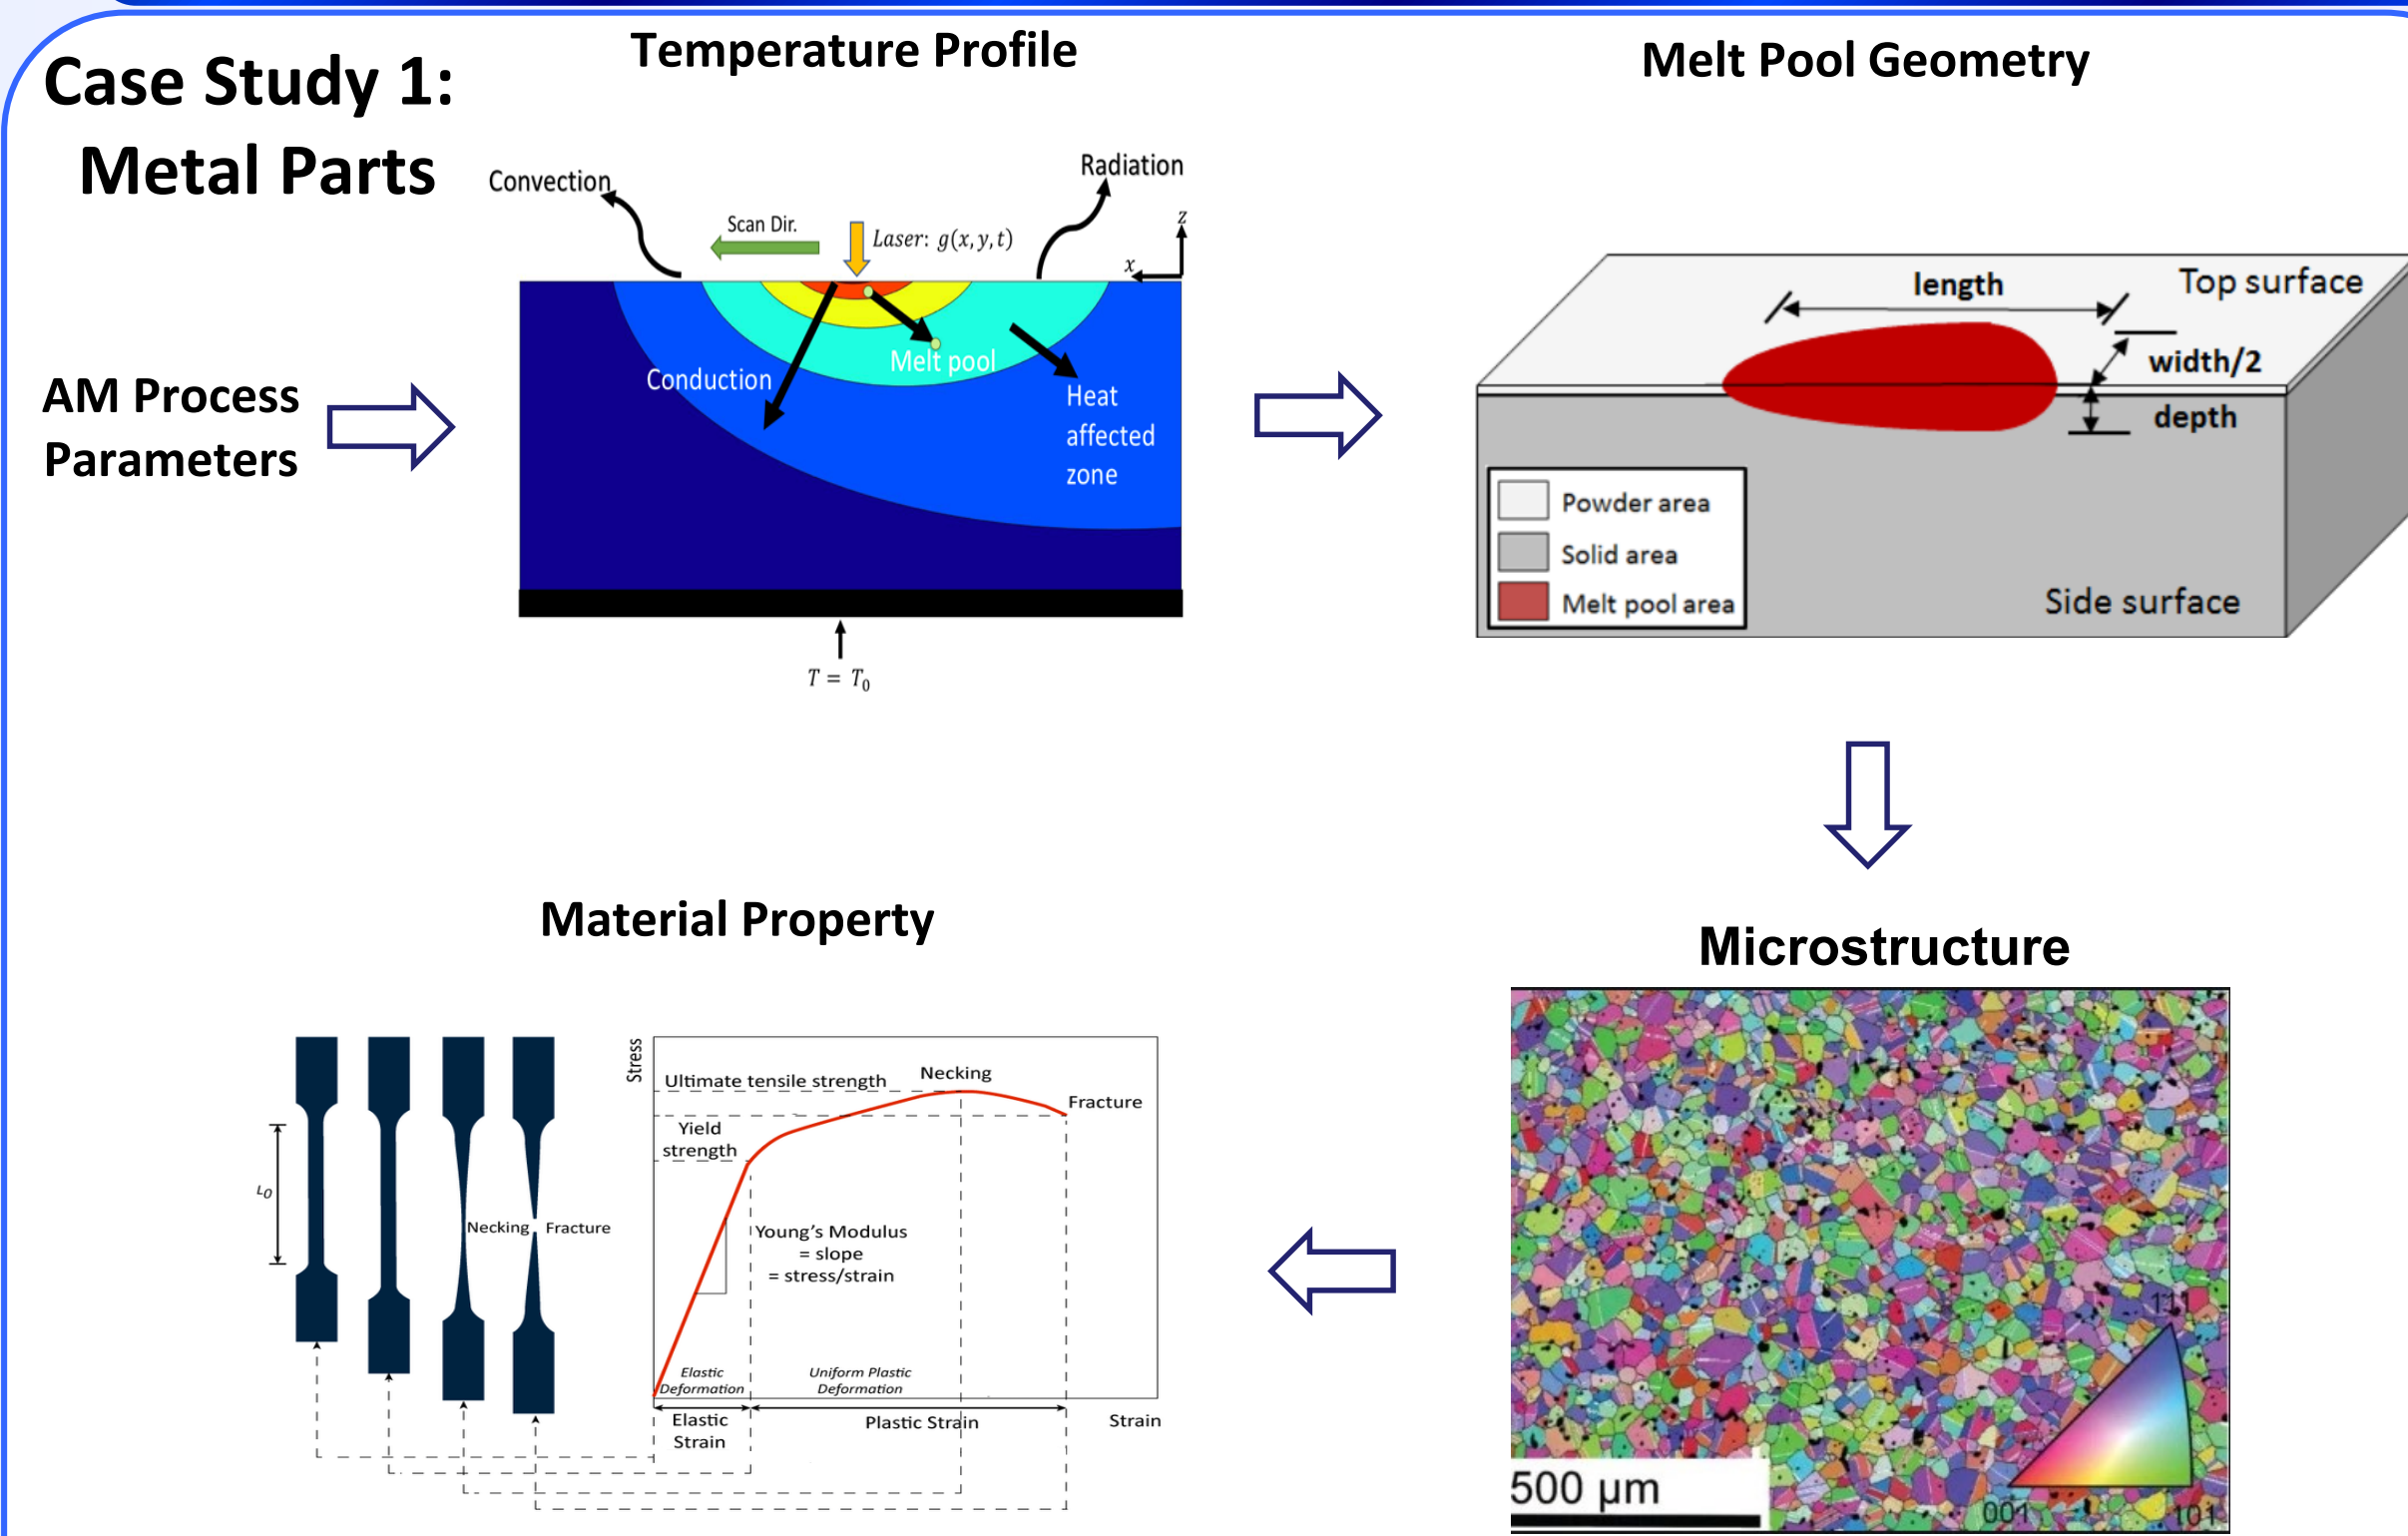 Case Study 1:
Metal Parts
Temperature Profile
Melt Pool Geometry
Convection
Radiation
Scan Dir.
Laser: g(x,y,t)
z
x
Conduction
Melt pool
Heat
affected
zone
T = T0
AM Process
Parameters
length
Top surface
width/2
depth
Powder area
Solid area
Melt pool area
Side surface
Material Property
Microstructure
L0
Necking
Fracture
Stress
Ultimate tensile strength
Necking
Fracture
Yield
strength
Young's Modulus
= slope
= stress/strain
Elastic
Deformation
Uniform Plastic
Deformation
Elastic
Strain
Plastic Strain
Strain
111
001
101
500 µm